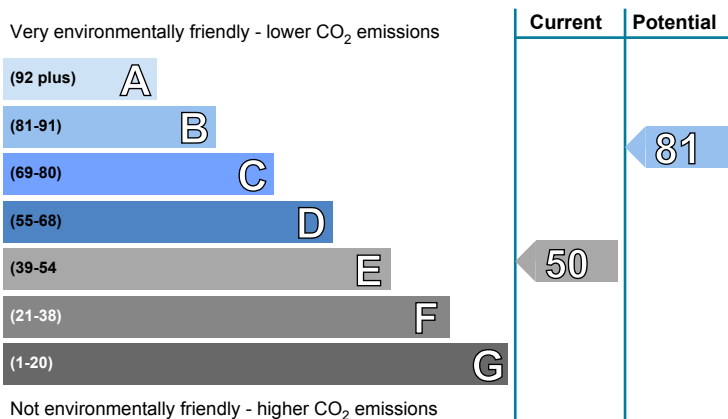 Current Potential
Very environmentally friendly - lower CO2 emissions
(92 plus) A
(81-91) B
81
(69-80) C
(55-68) D
(39-54 E
50
(21-38) F
(1-20) G
Not environmentally friendly - higher CO2 emissions